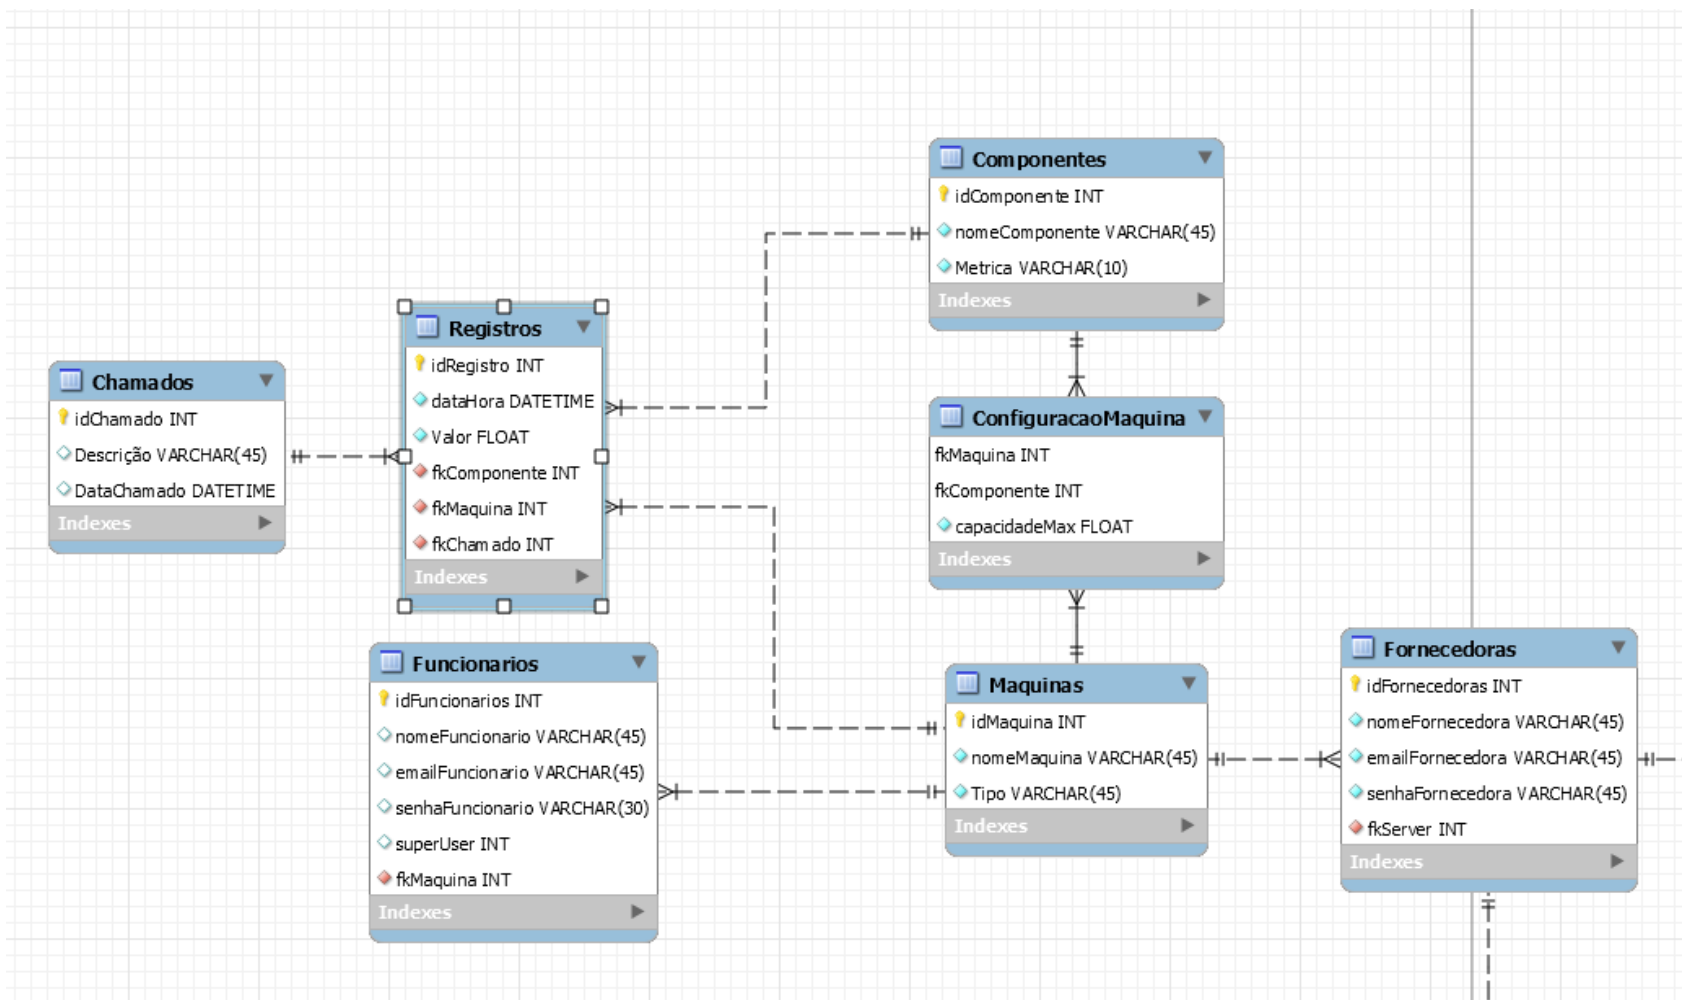 Componentes
idComponente INT
nomeComponente VARCHAR(45)
Metrica VARCHAR(10)
Indexes
Registros
idRegistro INT
dataHora DATETIME
Valor FLOAT
fkComponente INT
fkMaquina INT
fkChamado INT
Indexes
Chamados
idChamado INT
Descrição VARCHAR(45)
DataChamado DATETIME
Indexes
ConfiguracaoMaquina
fkMaquina INT
fkComponente INT
capacidadeMax FLOAT
Indexes
Funcionarios
idFuncionarios INT
nomeFuncionario VARCHAR(45)
emailFuncionario VARCHAR(45)
senhaFuncionario VARCHAR(30)
superUser INT
fkMaquina INT
Indexes
Maquinas
idMaquina INT
nomeMaquina VARCHAR(45)
Tipo VARCHAR(45)
Indexes
Fornecedoras
idFornecedoras INT
nomeFornecedora VARCHAR(45)
emailFornecedora VARCHAR(45)
senhaFornecedora VARCHAR(45)
fkServer INT
Indexes